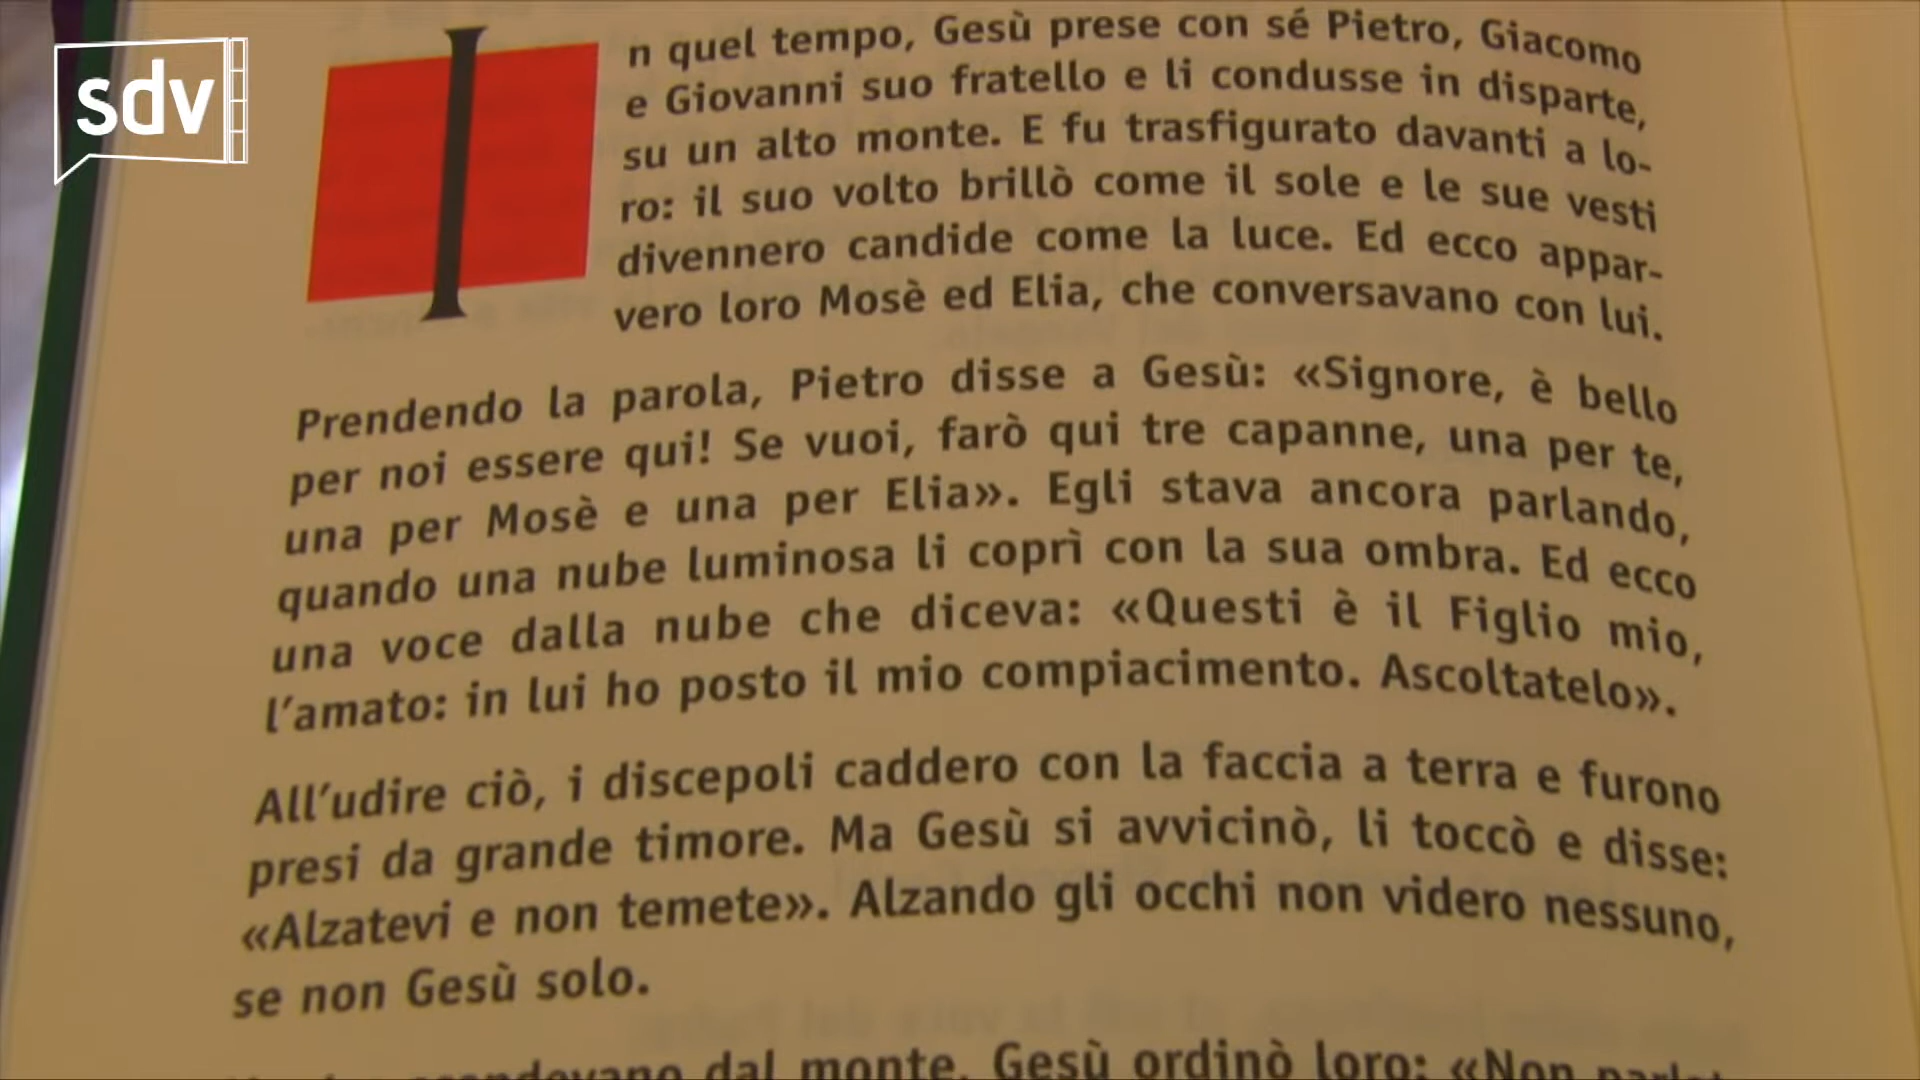 sdv
In quel tempo, Gesù prese con sé Pietro, Giacomo
e Giovanni suo fratello e li condusse in disparte,
su un alto monte. E fu trasfigurato davanti a lo-
ro: il suo volto brillò come il sole e le sue vesti
divennero candide come la luce. Ed ecco appar-
vero loro Mosè ed Elia, che conversavano con lui.
Prendendo la parola, Pietro disse a Gesù: «Signore, è bello
per noi essere qui! Se vuoi, farò qui tre capanne, una per te,
una per Mosè e una per Elia». Egli stava ancora parlando,
quando una nube luminosa li coprì con la sua ombra. Ed ecco
una voce dalla nube che diceva: «Questi è il Figlio mio,
l'amato: in lui ho posto il mio compiacimento. Ascoltatelo».
All'udire ciò, i discepoli caddero con la faccia a terra e furono
presi da grande timore. Ma Gesù si avvicinò, li toccò e disse:
«Alzatevi e non temete». Alzando gli occhi non videro nessuno,
se non Gesù solo.
dal monte, Gesù ordinò loro: «Non